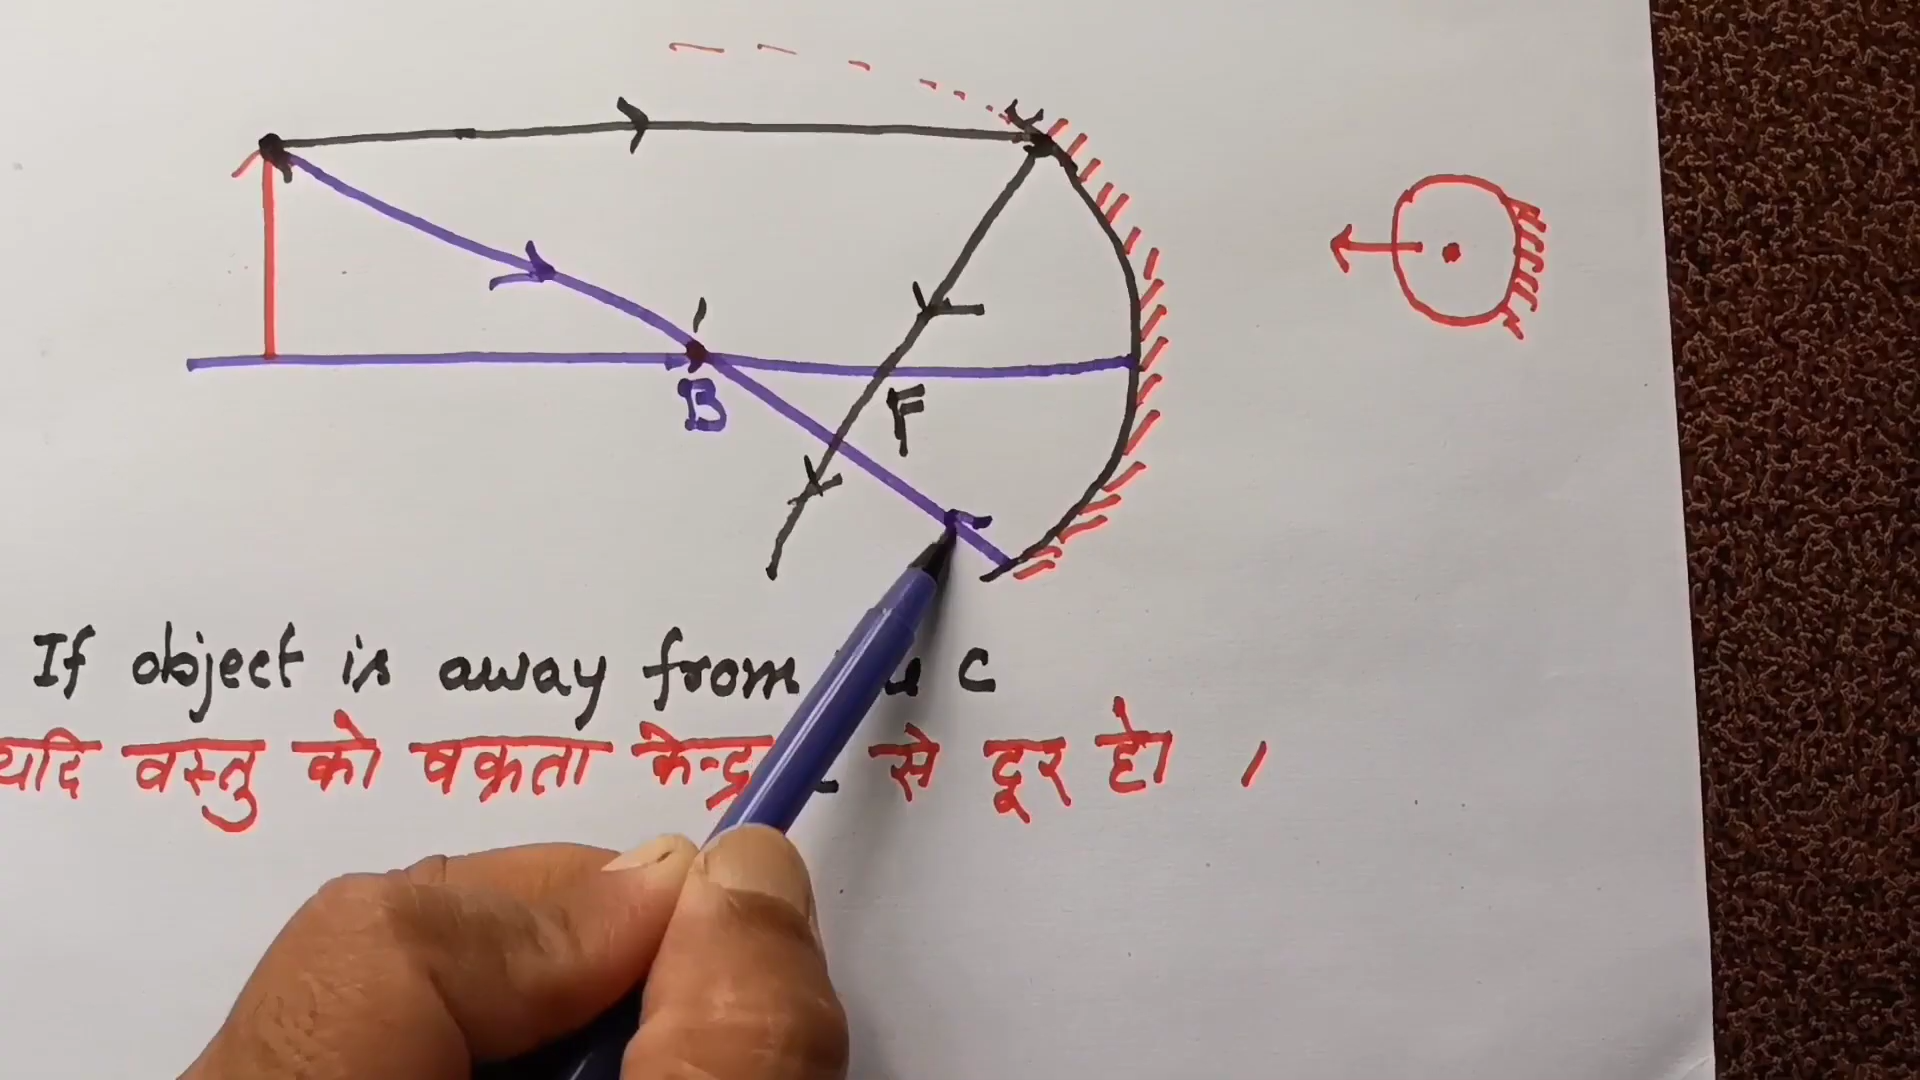 B
F
If object is away from C
यदि वस्तु को वक्रता केन्द्र से दूर हो ।